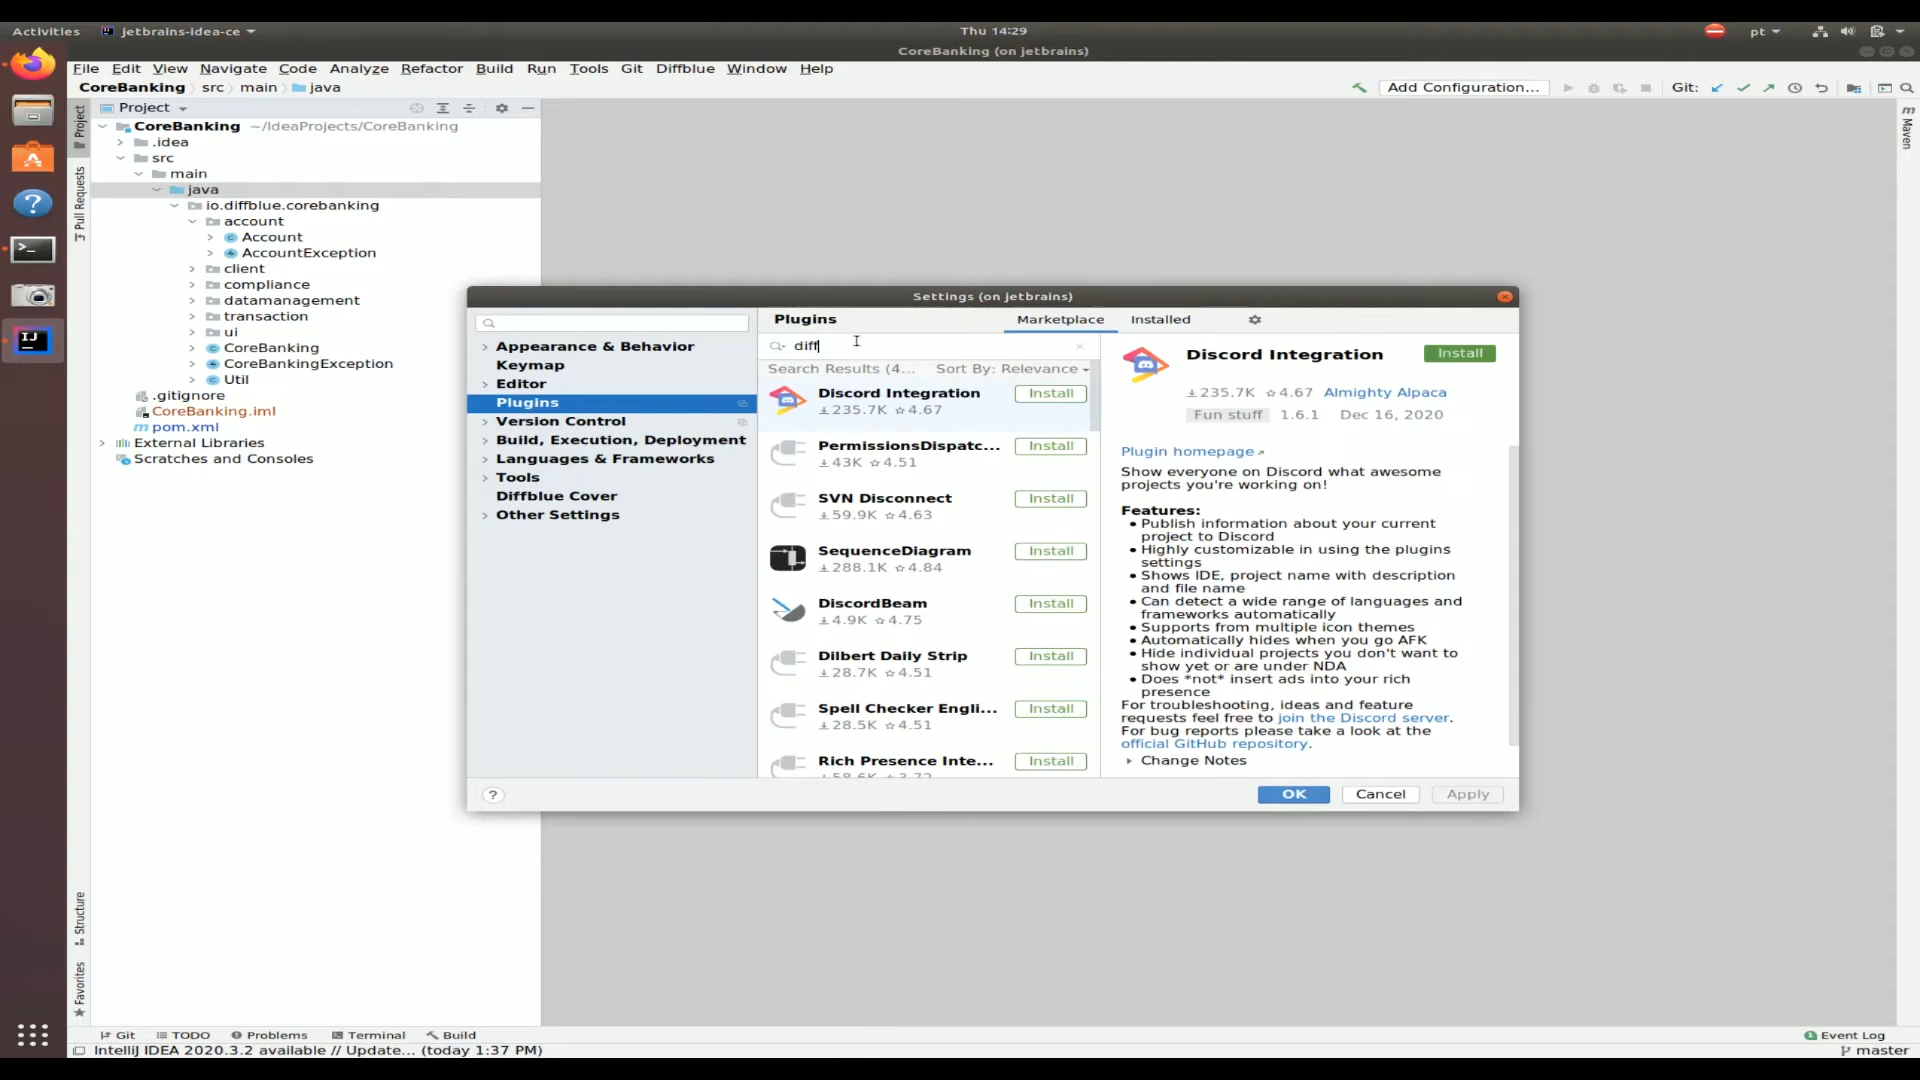 Activities
jetbrains-idea-ce
Thu 14:29
pt
CoreBanking (on jetbrains)
File Edit View Navigate Code Analyze Refactor Build Run Tools Git Diffblue Window Help
CoreBanking src main java
Add Configuration...
Git:
Project
Project
CoreBanking ~/IdeaProjects/CoreBanking
.idea
src
main
java
io.diffblue.corebanking
account
Account
AccountException
client
compliance
datamanagement
transaction
ui
CoreBanking
CoreBankingException
Util
.gitignore
CoreBanking.iml
pom.xml
External Libraries
Scratches and Consoles
Pull Requests
Structure
Favorites
Maven
Settings (on jetbrains)
Appearance & Behavior
Keymap
Editor
Plugins
Version Control
Build, Execution, Deployment
Languages & Frameworks
Tools
Diffblue Cover
Other Settings
Plugins
Marketplace
Installed
diff
Search Results (4... Sort By: Relevance
Discord Integration Install
235.7K 4.67
PermissionsDispatc... Install
43K 4.51
SVN Disconnect Install
59.9K 4.63
SequenceDiagram Install
288.1K 4.84
DiscordBeam Install
4.9K 4.75
Dilbert Daily Strip Install
28.7K 4.51
Spell Checker Engli... Install
28.5K 4.51
Rich Presence Inte... Install
58.6K 3.72
Discord Integration Install
235.7K 4.67 Almighty Alpaca
Fun stuff 1.6.1 Dec 16, 2020
Plugin homepage
Show everyone on Discord what awesome
projects you're working on!
Features:
• Publish information about your current
project to Discord
• Highly customizable in using the plugins
settings
• Shows IDE, project name with description
and file name
• Can detect a wide range of languages and
frameworks automatically
• Supports from multiple icon themes
• Automatically hides when you go AFK
• Hide individual projects you don't want to
show yet or are under NDA
• Does *not* insert ads into your rich
presence
For troubleshooting, ideas and feature
requests feel free to join the Discord server.
For bug reports please take a look at the
official GitHub repository.
Change Notes
?
OK
Cancel
Apply
Git TODO Problems Terminal Build
Event Log
IntelliJ IDEA 2020.3.2 available // Update... (today 1:37 PM)
master